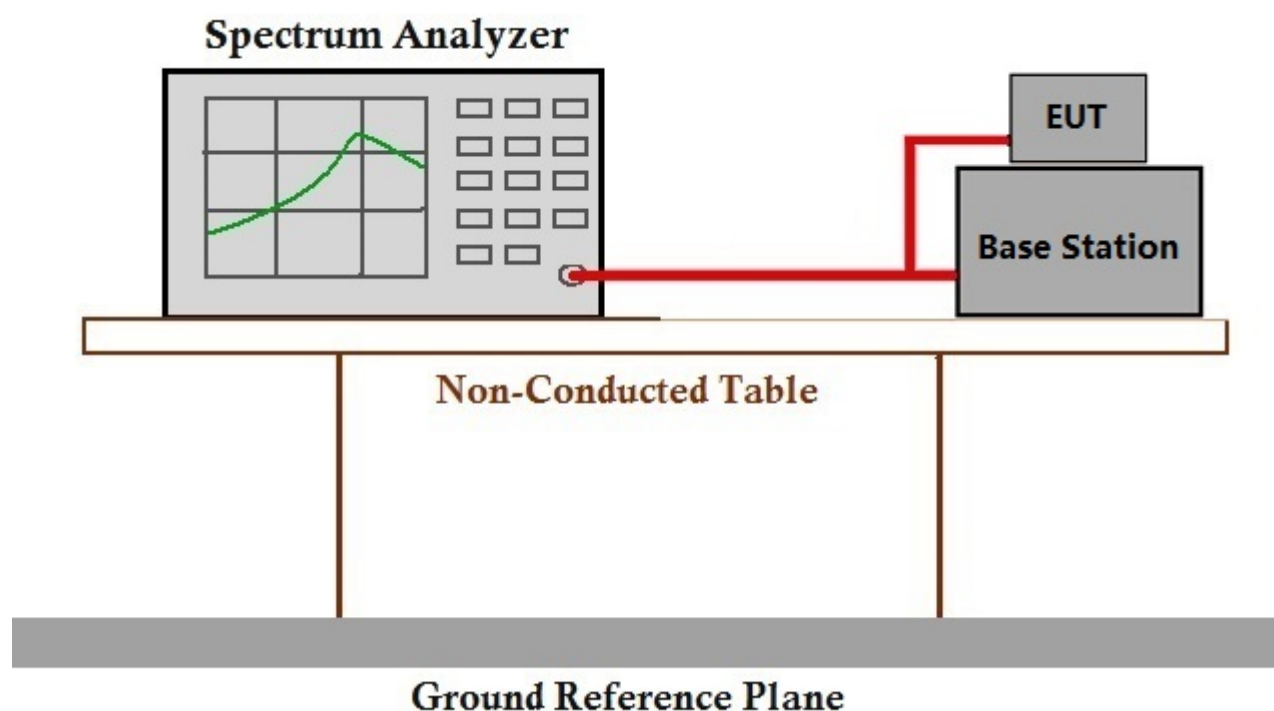 Spectrum Analyzer
EUT
Base Station
Non-Conducted Table
Ground Reference Plane